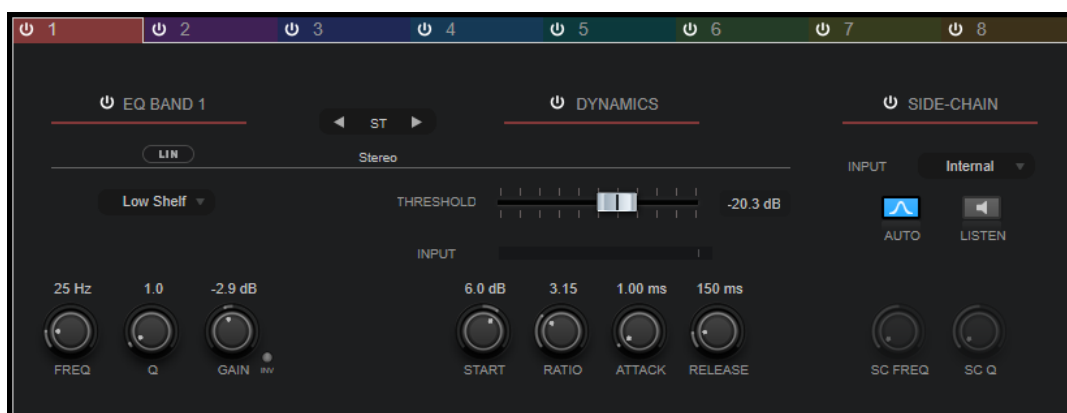 1 2 3 4 5 6 7 8
EQ BAND 1 DYNAMICS SIDE-CHAIN
ST
LIN Stereo
INPUT Internal
Low Shelf THRESHOLD -20.3 dB
AUTO LISTEN
INPUT
25 Hz 1.0 -2.9 dB 6.0 dB 3.15 1.00 ms 150 ms
FREQ Q GAIN INV START RATIO ATTACK RELEASE SC FREQ SC Q